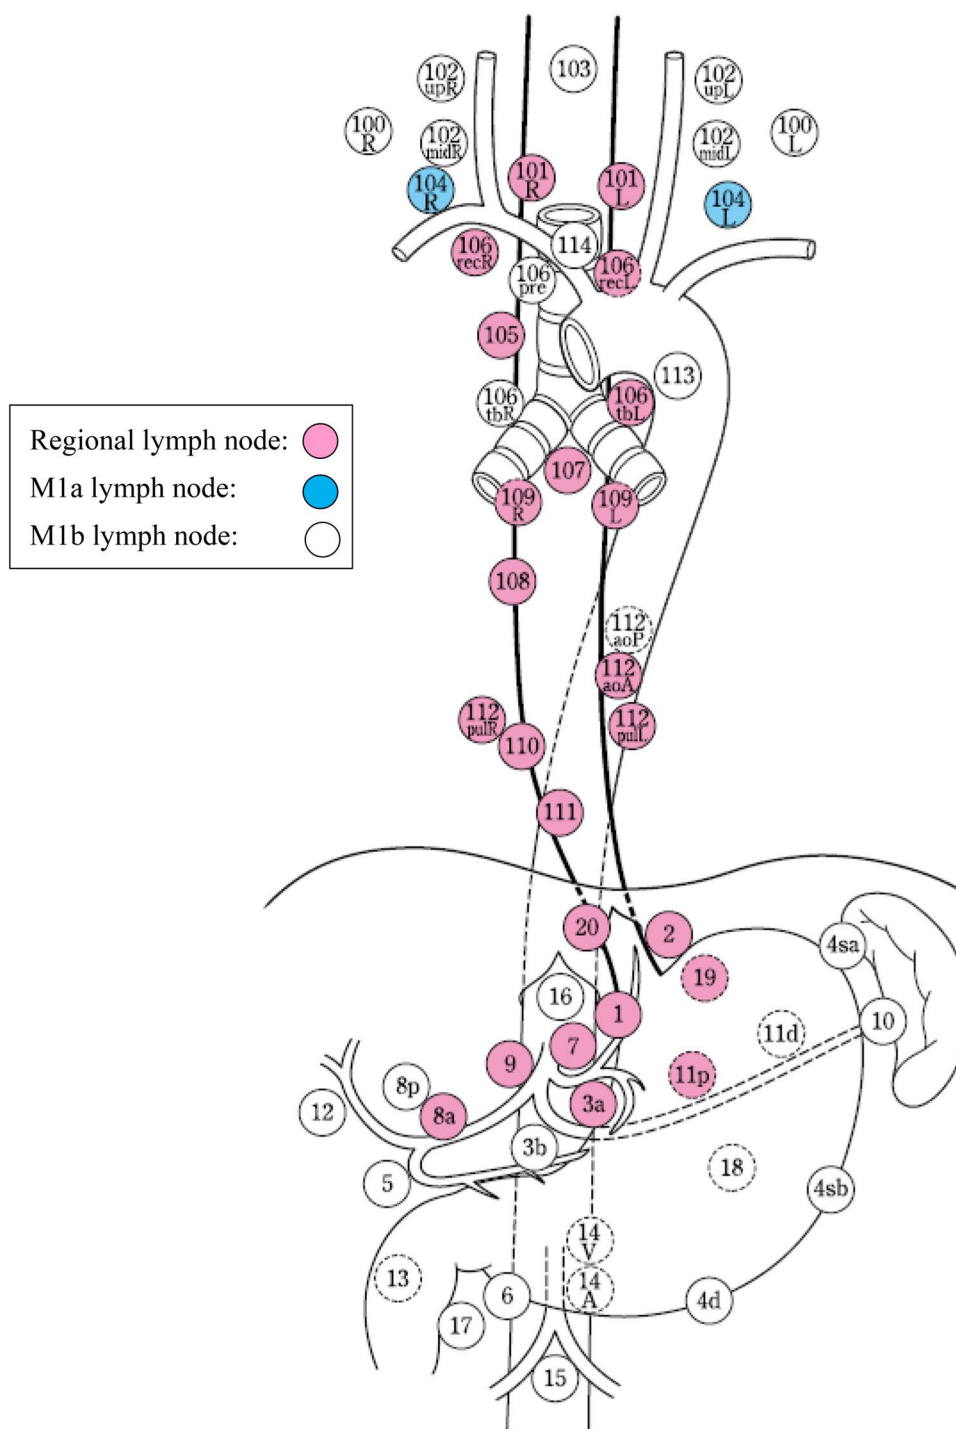 103
102
upR
102
upL
100
R
102
midR
102
midL
100
L
104
R
101
R
101
L
104
L
106
recR
114
106
pre
106
recL
105
113
106
tbR
106
tbL
Regional lymph node:
M1a lymph node:
M1b lymph node:
107
109
R
109
L
108
112
aoP
112
aoA
112
pulR
112
pulL
110
111
20
2
4sa
19
16
1
10
11d
7
9
11p
8p
8a
3a
12
3b
18
5
4sb
14
V
13
14
A
6
4d
17
15